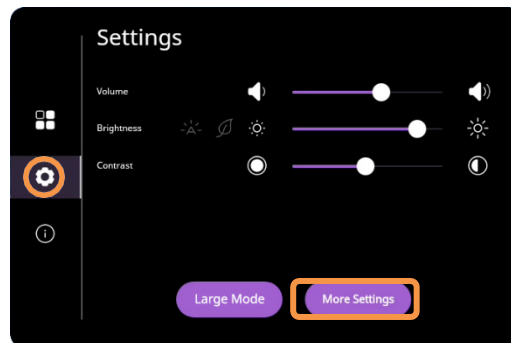 Settings
Volume
Brightness
Contrast
Large Mode
More Settings